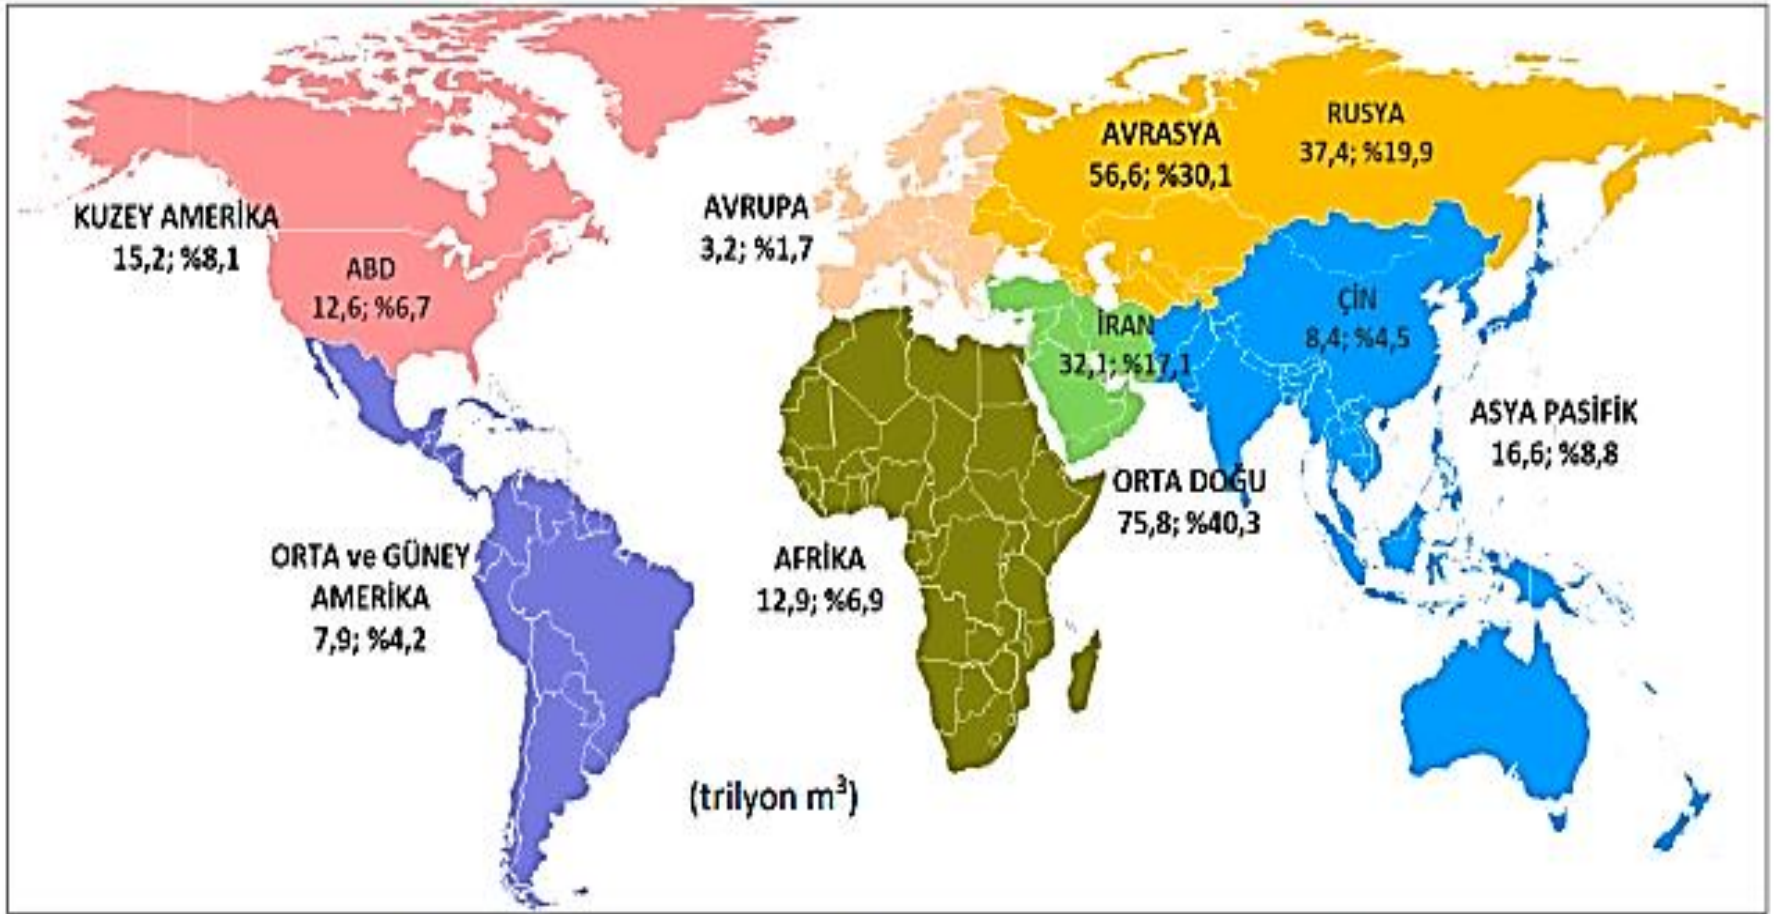 KUZEY AMERİKA
15,2; %8,1
ABD
12,6; %6,7
AVRUPA
3,2; %1,7
AVRASYA
56,6; %30,1
RUSYA
37,4; %19,9
İRAN
32,1; %17,1
ÇİN
8,4; %4,5
ASYA PASİFİK
16,6; %8,8
ORTA DOĞU
75,8; %40,3
ORTA ve GÜNEY
AMERİKA
7,9; %4,2
AFRİKA
12,9; %6,9
(trilyon m³)